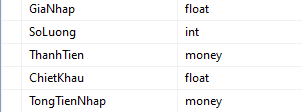 GiaNhap float
SoLuong int
ThanhTien money
ChietKhau float
TongTienNhap money